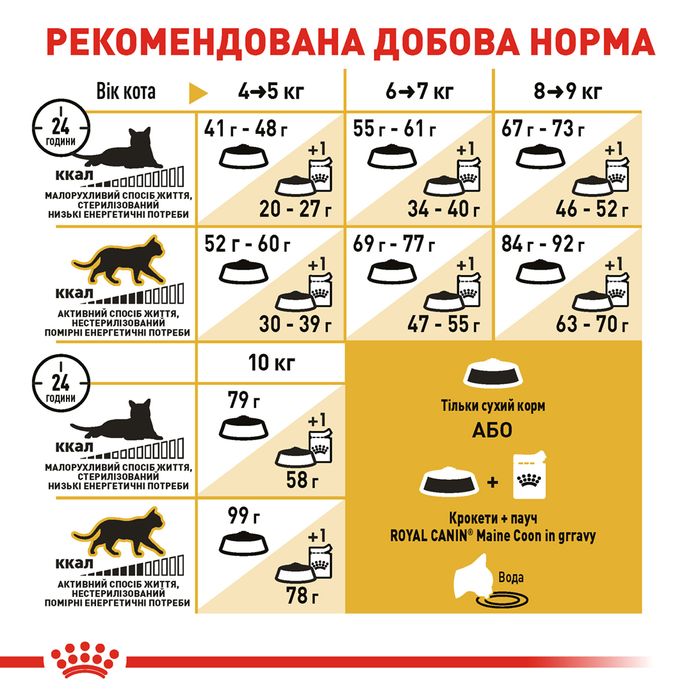 РЕКОМЕНДОВАНА ДОБОВА НОРМА
Вік кота 4➔5 кг 6➔7 кг 8➔9 кг
24
ГОДИНИ
ккал
МАЛОРУХЛИВИЙ СПОСІБ ЖИТТЯ,
СТЕРИЛІЗОВАНИЙ
НИЗЬКІ ЕНЕРГЕТИЧНІ ПОТРЕБИ
41 г - 48 г
+1
20 - 27 г
55 г - 61 г
+1
34 - 40 г
67 г - 73 г
+1
46 - 52 г
ккал
АКТИВНИЙ СПОСІБ ЖИТТЯ,
НЕСТЕРИЛІЗОВАНИЙ
ПОМІРНІ ЕНЕРГЕТИЧНІ ПОТРЕБИ
52 г - 60 г
+1
30 - 39 г
69 г - 77 г
+1
47 - 55 г
84 г - 92 г
+1
63 - 70 г
10 кг
24
ГОДИНИ
ккал
МАЛОРУХЛИВИЙ СПОСІБ ЖИТТЯ,
СТЕРИЛІЗОВАНИЙ
НИЗЬКІ ЕНЕРГЕТИЧНІ ПОТРЕБИ
79 г
+1
58 г
ккал
АКТИВНИЙ СПОСІБ ЖИТТЯ,
НЕСТЕРИЛІЗОВАНИЙ
ПОМІРНІ ЕНЕРГЕТИЧНІ ПОТРЕБИ
99 г
+1
78 г
Тільки сухий корм
АБО
+
Крокети + пауч
ROYAL CANIN® Maine Coon in grravy
Вода